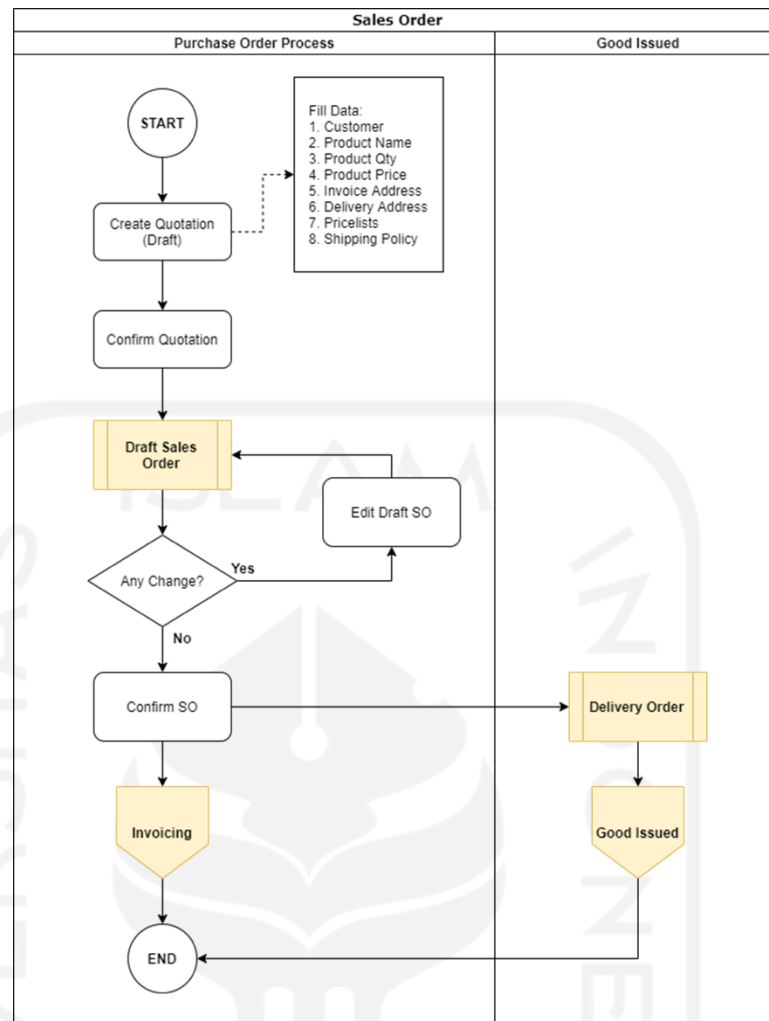 Sales Order
Purchase Order Process
Good Issued
START
Fill Data:
1. Customer
2. Product Name
3. Product Qty
4. Product Price
5. Invoice Address
6. Delivery Address
7. Pricelists
8. Shipping Policy
Create Quotation
(Draft)
Confirm Quotation
Draft Sales
Order
Edit Draft SO
Any Change?
Yes
No
Confirm SO
Delivery Order
Invoicing
Good Issued
END
ISLAM